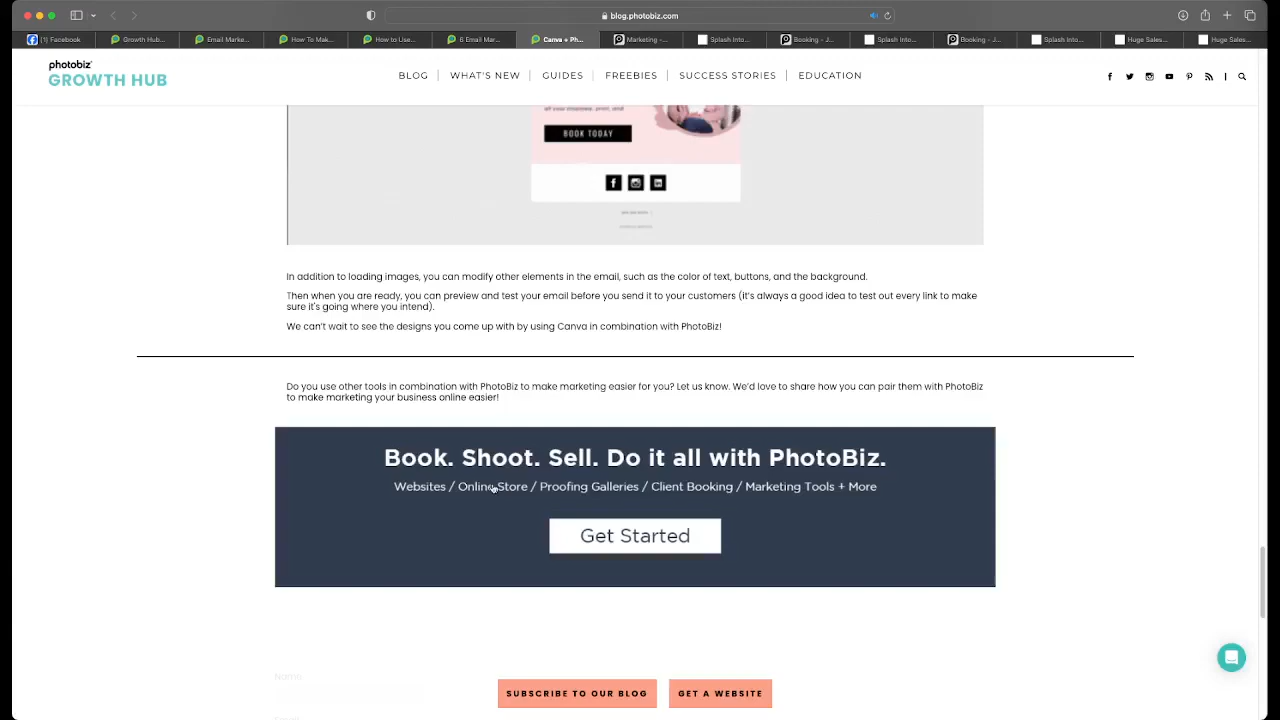 blog.photobiz.com
(1) Facebook
Growth Hub...
Email Marke...
How To Mak...
How to Use...
6 Email Mar...
Canva + Ph...
Marketing -...
Splash Into...
Booking - J...
Splash Into...
Booking - J...
Splash Into...
Huge Sales...
Huge Sales...
photobiz
GROWTH HUB
BLOG
WHAT'S NEW
GUIDES
FREEBIES
SUCCESS STORIES
EDUCATION
BOOK TODAY
In addition to loading images, you can modify other elements in the email, such as the color of text, buttons, and the background.
Then when you are ready, you can preview and test your email before you send it to your customers (it's always a good idea to test out every link to make
sure it's going where you intend).
We can't wait to see the designs you come up with by using Canva in combination with PhotoBiz!
Do you use other tools in combination with PhotoBiz to make marketing easier for you? Let us know. We'd love to share how you can pair them with PhotoBiz
to make marketing your business online easier!
Book. Shoot. Sell. Do it all with PhotoBiz.
Websites / Online Store / Proofing Galleries / Client Booking / Marketing Tools + More
Get Started
Name
SUBSCRIBE TO OUR BLOG
GET A WEBSITE